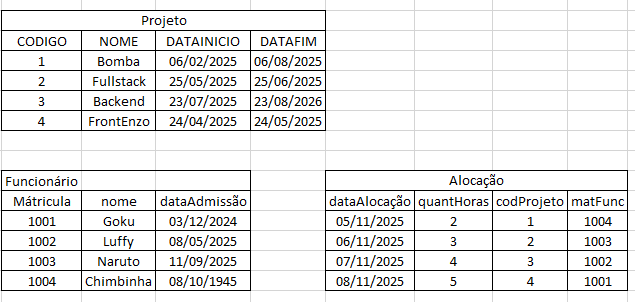 Projeto
CODIGO NOME DATAINICIO DATAFIM
1 Bomba 06/02/2025 06/08/2025
2 Fullstack 25/05/2025 25/06/2025
3 Backend 23/07/2025 23/08/2026
4 FrontEnzo 24/04/2025 24/05/2025
Funcionário
Mátricula nome dataAdmissão
1001 Goku 03/12/2024
1002 Luffy 08/05/2025
1003 Naruto 11/09/2025
1004 Chimbinha 08/10/1945
Alocação
dataAlocação quantHoras codProjeto matFunc
05/11/2025 2 1 1004
06/11/2025 3 2 1003
07/11/2025 4 3 1002
08/11/2025 5 4 1001